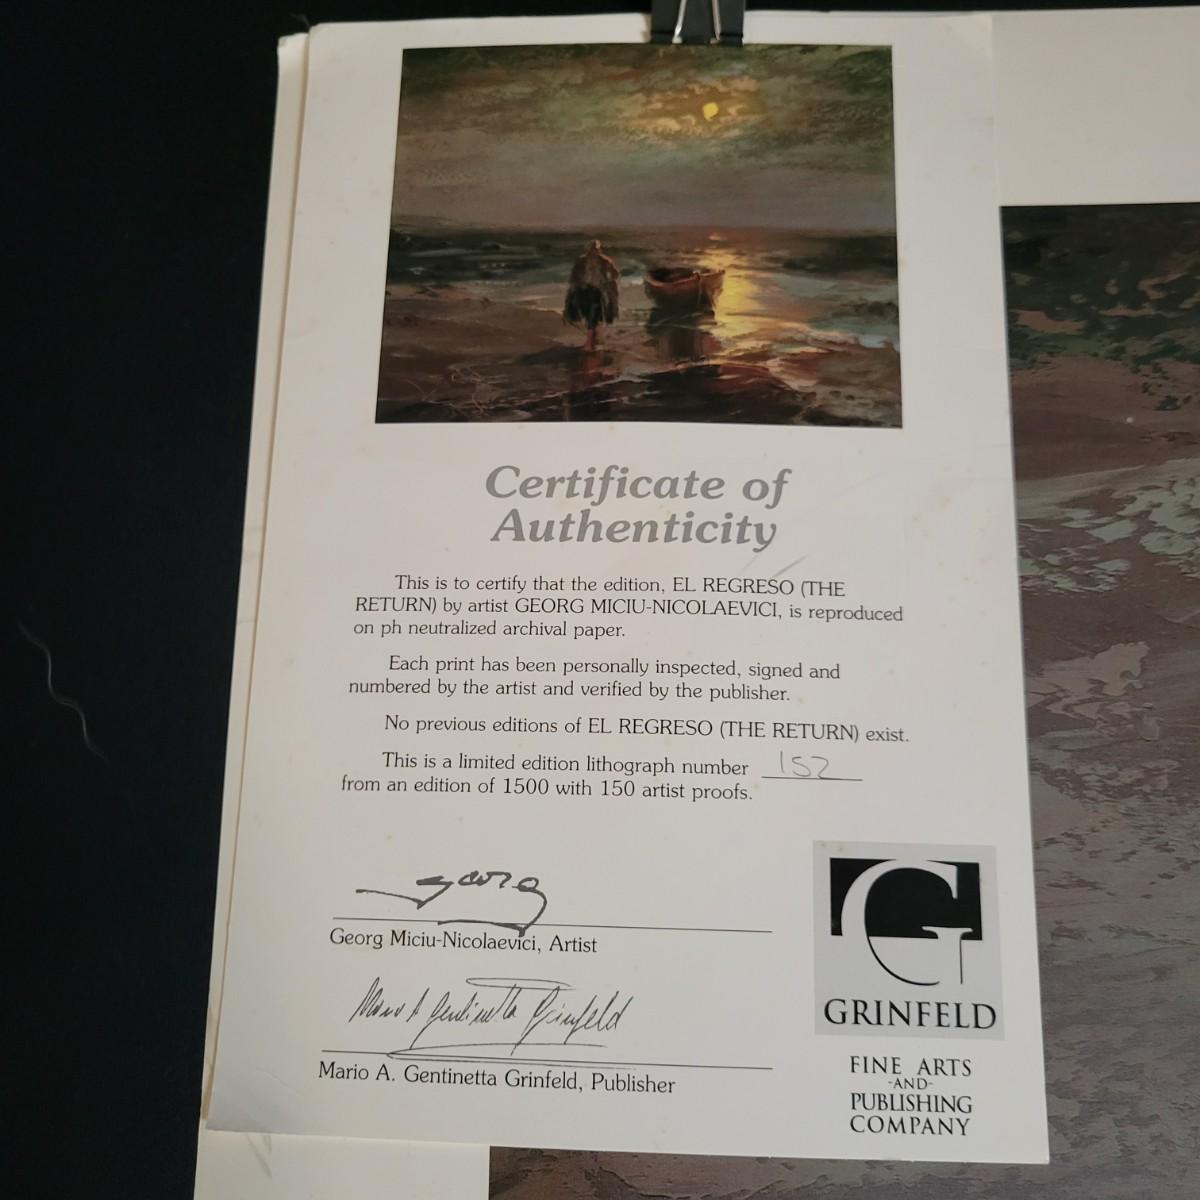 Certificate of
Authenticity
This is to certify that the edition, EL REGRESO (THE
RETURN) by artist GEORG MICIU-NICOLAEVICI, is reproduced
on ph neutralized archival paper.
Each print has been personally inspected, signed and
numbered by the artist and verified by the publisher.
No previous editions of EL REGRESO (THE RETURN) exist.
This is a limited edition lithograph number 152
from an edition of 1500 with 150 artist proofs.
georg
Georg Miciu-Nicolaevici, Artist
Mario A Gentinetta Grinfeld
Mario A. Gentinetta Grinfeld, Publisher
G
GRINFELD
FINE ARTS
-AND-
PUBLISHING
COMPANY